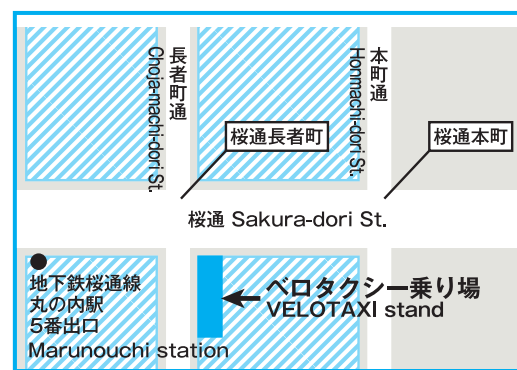 長者町通
Choja-machi-dori St.
本町通
Honmachi-dori St.
桜通長者町
桜通本町
桜通 Sakura-dori St.
地下鉄桜通線
丸の内駅
5番出口
Marunouchi station
ベロタクシー乗り場
VELOTAXI stand